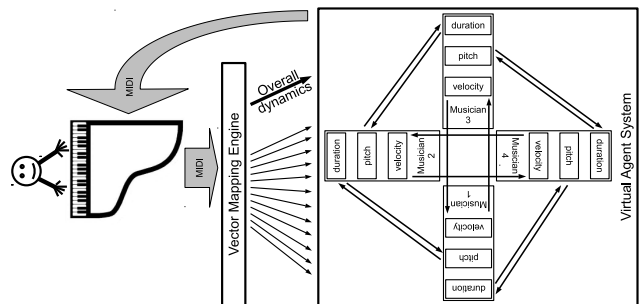 MIDI
MIDI
Vector Mapping Engine
Overall
dynamics
duration
pitch
velocity
Musician
3
duration
pitch
velocity
Musician
2
Musician
4
velocity
pitch
duration
Musician
1
velocity
pitch
duration
Virtual Agent System